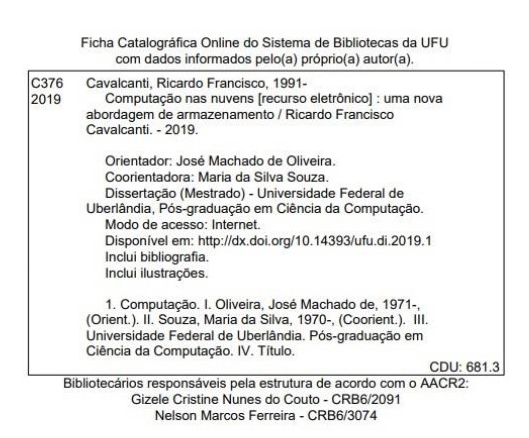 Ficha Catalográfica Online do Sistema de Bibliotecas da UFU
com dados informados pelo(a) próprio(a) autor(a).
C376 Cavalcanti, Ricardo Francisco, 1991-
2019 Computação nas nuvens [recurso eletrônico] : uma nova
abordagem de armazenamento / Ricardo Francisco
Cavalcanti. - 2019.
Orientador: José Machado de Oliveira.
Coorientadora: Maria da Silva Souza.
Dissertação (Mestrado) - Universidade Federal de
Uberlândia, Pós-graduação em Ciência da Computação.
Modo de acesso: Internet.
Disponível em: http://dx.doi.org/10.14393/ufu.di.2019.1
Inclui bibliografia.
Inclui ilustrações.
1. Computação. I. Oliveira, José Machado de, 1971-,
(Orient.). II. Souza, Maria da Silva, 1970-, (Coorient.). III.
Universidade Federal de Uberlândia. Pós-graduação em
Ciência da Computação. IV. Título.
CDU: 681.3
Bibliotecários responsáveis pela estrutura de acordo com o AACR2:
Gizele Cristine Nunes do Couto - CRB6/2091
Nelson Marcos Ferreira - CRB6/3074